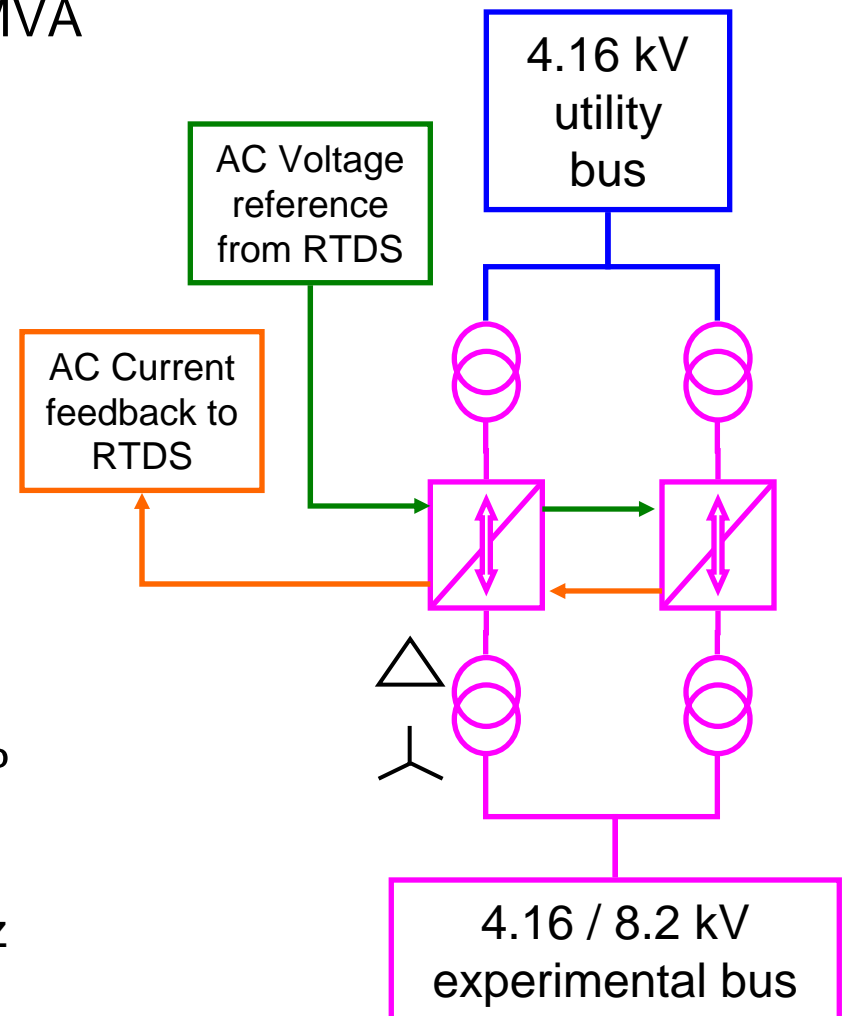 MVA
4.16 kV
utility
bus
AC Voltage
reference
from RTDS
AC Current
feedback to
RTDS
z
4.16 / 8.2 kV
experimental bus